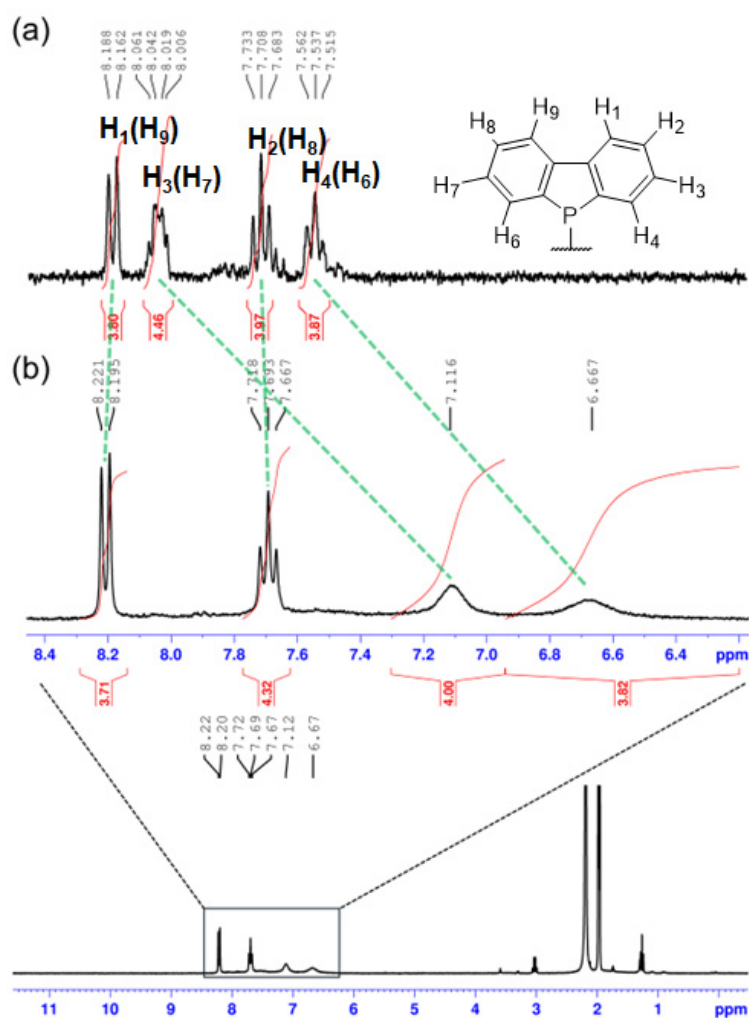 (a)
8.188
8.162
8.061
8.042
8.019
8.006
7.733
7.708
7.683
7.562
7.537
7.515
H1(H9)
H3(H7)
H2(H8)
H4(H6)
H9
H1
H8
H2
H7
H3
H6
P
H4
3.80
4.46
3.97
3.87
(b)
8.221
8.195
7.718
7.693
7.667
7.116
6.667
8.4 8.2 8.0 7.8 7.6 7.4 7.2 7.0 6.8 6.6 6.4 ppm
3.71
4.32
4.00
3.82
8.22
8.20
7.72
7.69
7.67
7.12
6.67
11 10 9 8 7 6 5 4 3 2 1 ppm